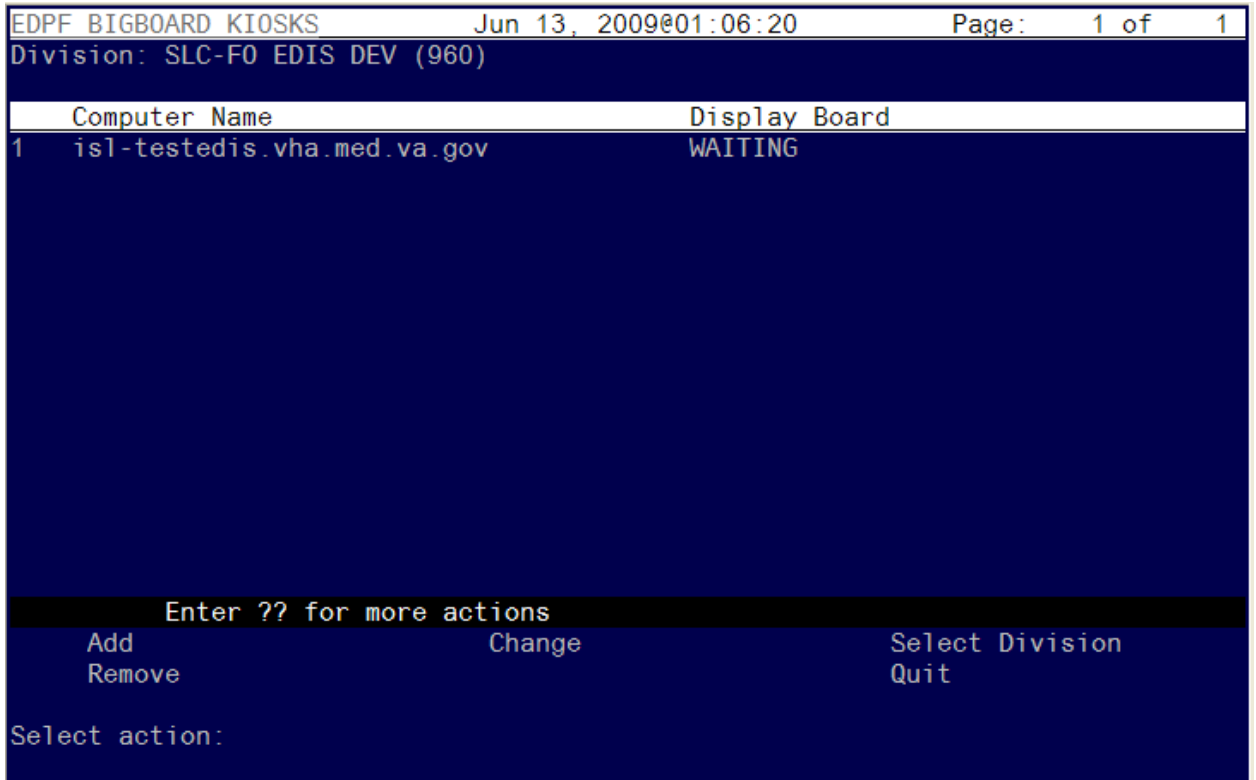 EDPF BIGBOARD KIOSKS Jun 13, 2009@01:06:20 Page: 1 of 1
Division: SLC-FO EDIS DEV (960)
Computer Name Display Board
1 isl-testedis.vha.med.va.gov WAITING
Enter ?? for more actions
Add Change Select Division
Remove Quit
Select action: